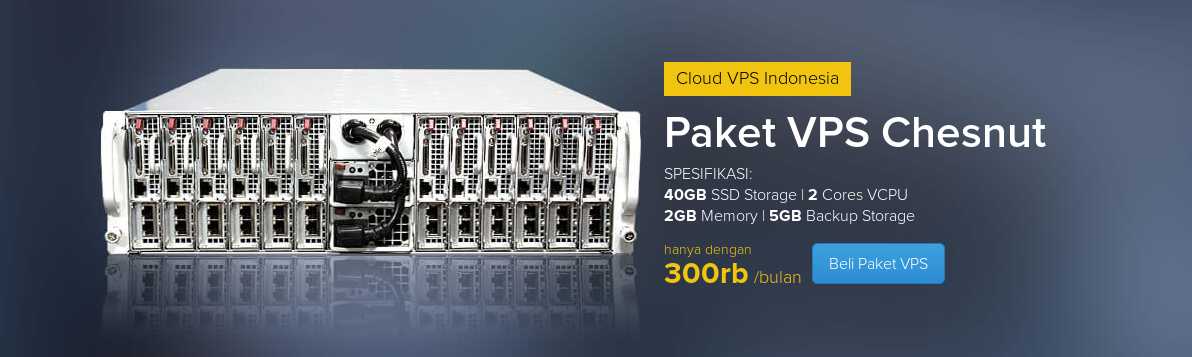 Cloud VPS Indonesia
Paket VPS Chesnut
SPESIFIKASI:
40GB SSD Storage | 2 Cores VCPU
2GB Memory | 5GB Backup Storage
hanya dengan
300rb /bulan
Beli Paket VPS